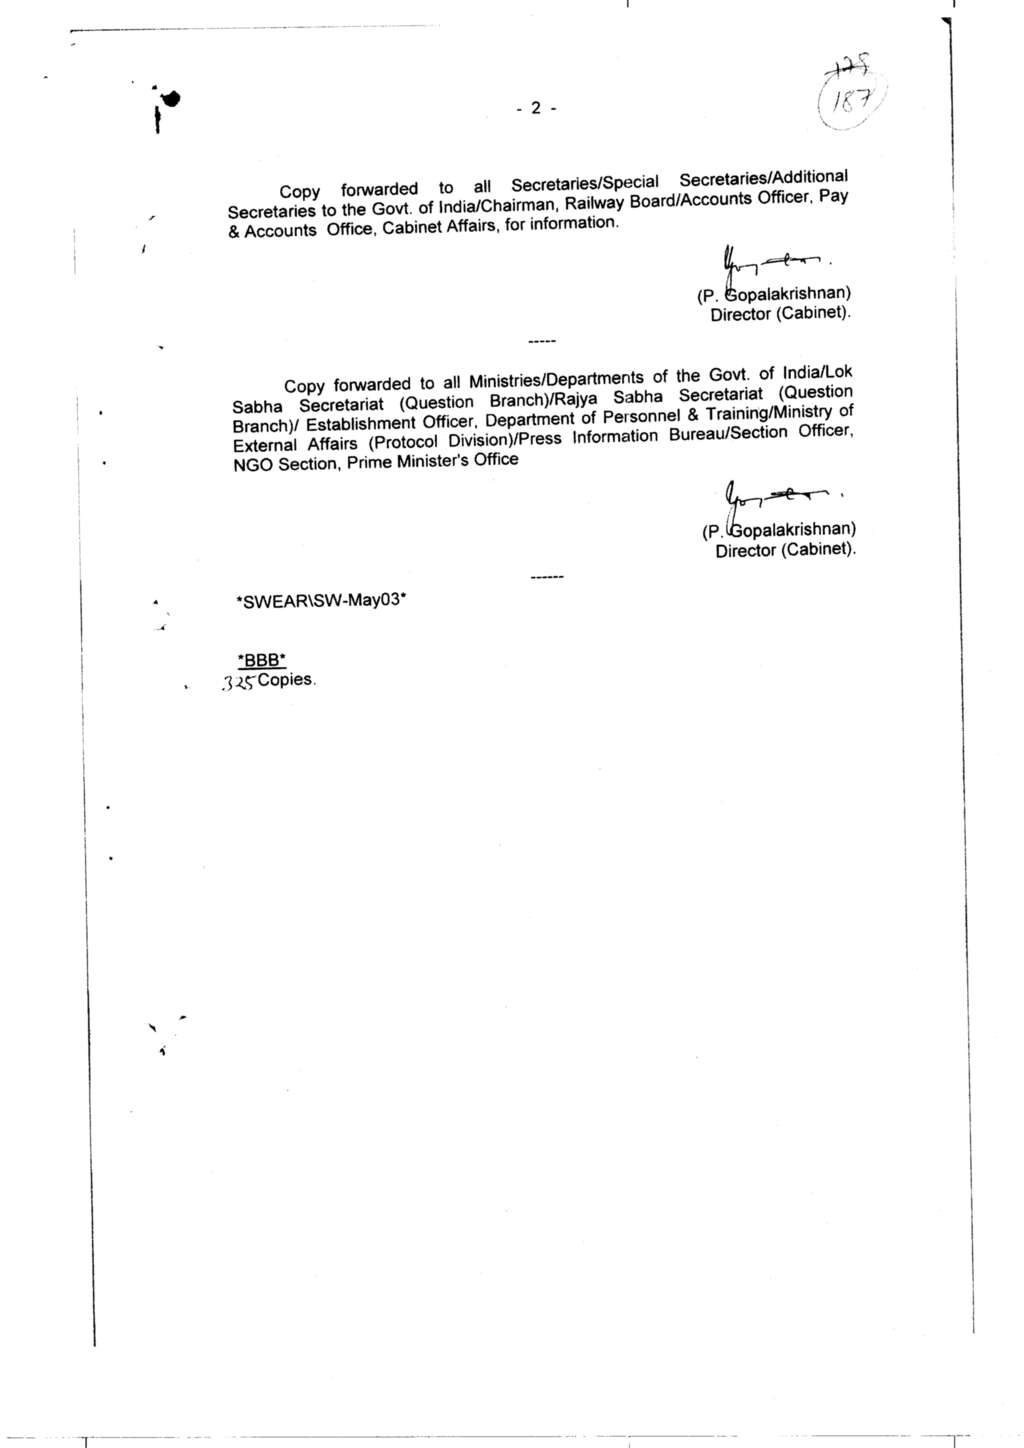 178
187
- 2 -
Copy forwarded to all Secretaries/Special Secretaries/Additional
Secretaries to the Govt. of India/Chairman, Railway Board/Accounts Officer, Pay
& Accounts Office, Cabinet Affairs, for information.
(P. Gopalakrishnan)
Director (Cabinet).
-----
Copy forwarded to all Ministries/Departments of the Govt. of India/Lok
Sabha Secretariat (Question Branch)/Rajya Sabha Secretariat (Question
Branch)/ Establishment Officer, Department of Personnel & Training/Ministry of
External Affairs (Protocol Division)/Press Information Bureau/Section Officer,
NGO Section, Prime Minister's Office
(P. Gopalakrishnan)
Director (Cabinet).
------
*SWEAR\SW-May03*
*BBB*
325 Copies.